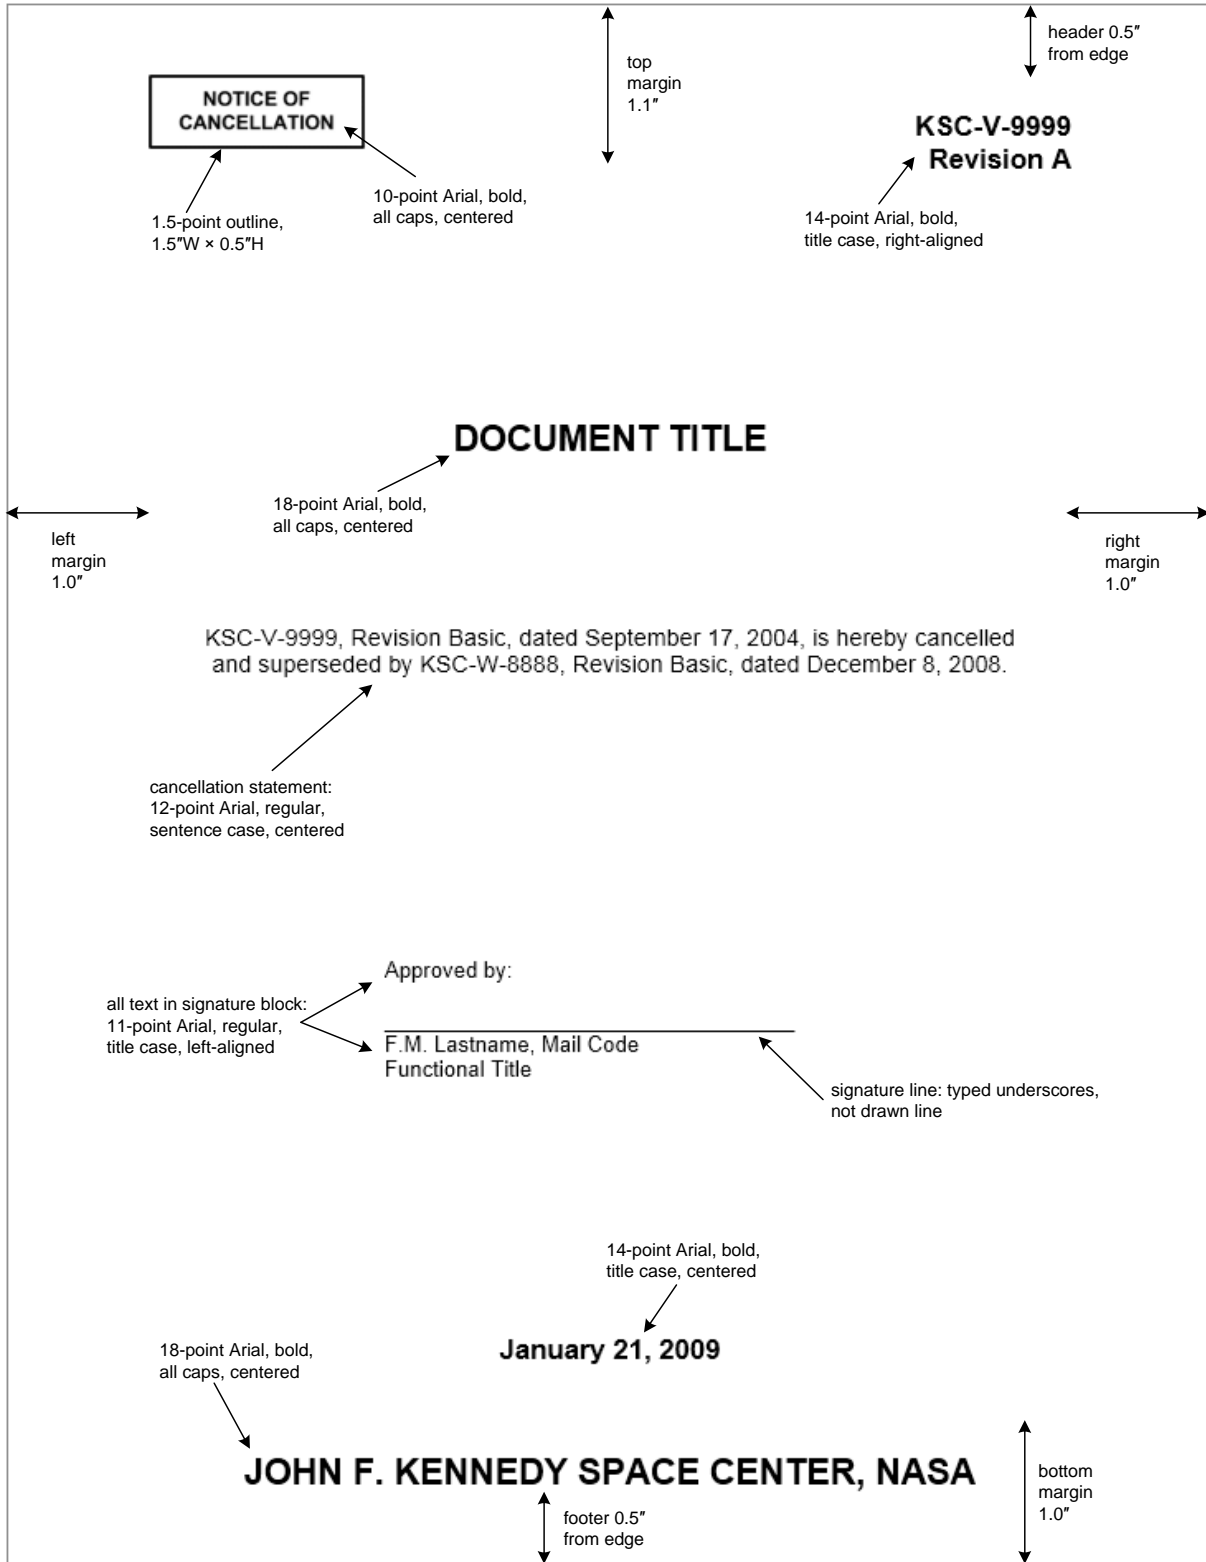 header 0.5″
from edge
top
margin
1.1″
NOTICE OF
CANCELLATION
KSC-V-9999
Revision A
10-point Arial, bold,
all caps, centered
1.5-point outline,
1.5″W × 0.5″H
14-point Arial, bold,
title case, right-aligned
DOCUMENT TITLE
18-point Arial, bold,
all caps, centered
left
margin
1.0″
right
margin
1.0″
KSC-V-9999, Revision Basic, dated September 17, 2004, is hereby cancelled
and superseded by KSC-W-8888, Revision Basic, dated December 8, 2008.
cancellation statement:
12-point Arial, regular,
sentence case, centered
Approved by:
all text in signature block:
11-point Arial, regular,
title case, left-aligned
F.M. Lastname, Mail Code
Functional Title
signature line: typed underscores,
not drawn line
14-point Arial, bold,
title case, centered
January 21, 2009
18-point Arial, bold,
all caps, centered
JOHN F. KENNEDY SPACE CENTER, NASA
bottom
margin
1.0″
footer 0.5″
from edge